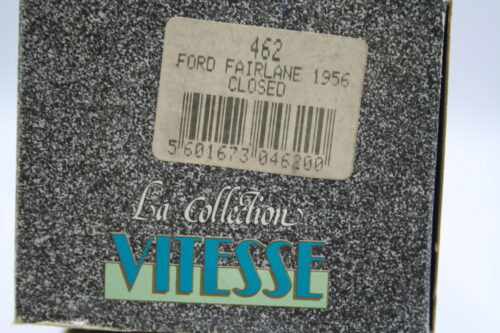 462
FORD FAIRLANE 1956
CLOSED
5 601673 046200
La Collection
VITESSE